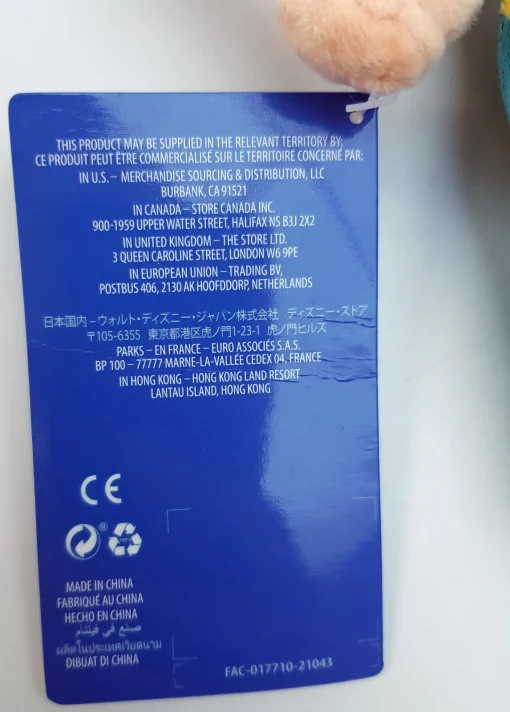 THIS PRODUCT MAY BE SUPPLIED IN THE RELEVANT TERRITORY BY:
CE PRODUIT PEUT ÊTRE COMMERCIALISÉ SUR LE TERRITOIRE CONCERNÉ PAR:
IN U.S. – MERCHANDISE SOURCING & DISTRIBUTION, LLC
BURBANK, CA 91521
IN CANADA – STORE CANADA INC.
900-1959 UPPER WATER STREET, HALIFAX NS B3J 2X2
IN UNITED KINGDOM – THE STORE LTD.
3 QUEEN CAROLINE STREET, LONDON W6 9PE
IN EUROPEAN UNION – TRADING BV,
POSTBUS 406, 2130 AK HOOFDDORP, NETHERLANDS
日本国内 – ウォルト・ディズニー・ジャパン株式会社 ディズニー・ストア
〒105-6355 東京都港区虎ノ門1-23-1 虎ノ門ヒルズ
PARKS – EN FRANCE – EURO ASSOCIÉS S.A.S.
BP 100 – 77777 MARNE-LA-VALLÉE CEDEX 04, FRANCE
IN HONG KONG – HONG KONG LAND RESORT
LANTAU ISLAND, HONG KONG
CE
®
MADE IN CHINA
FABRIQUÉ AU CHINA
HECHO EN CHINA
صنع في فيتنام
ผลิตในประเทศเวียดนาม
DIBUAT DI CHINA
FAC-017710-21043